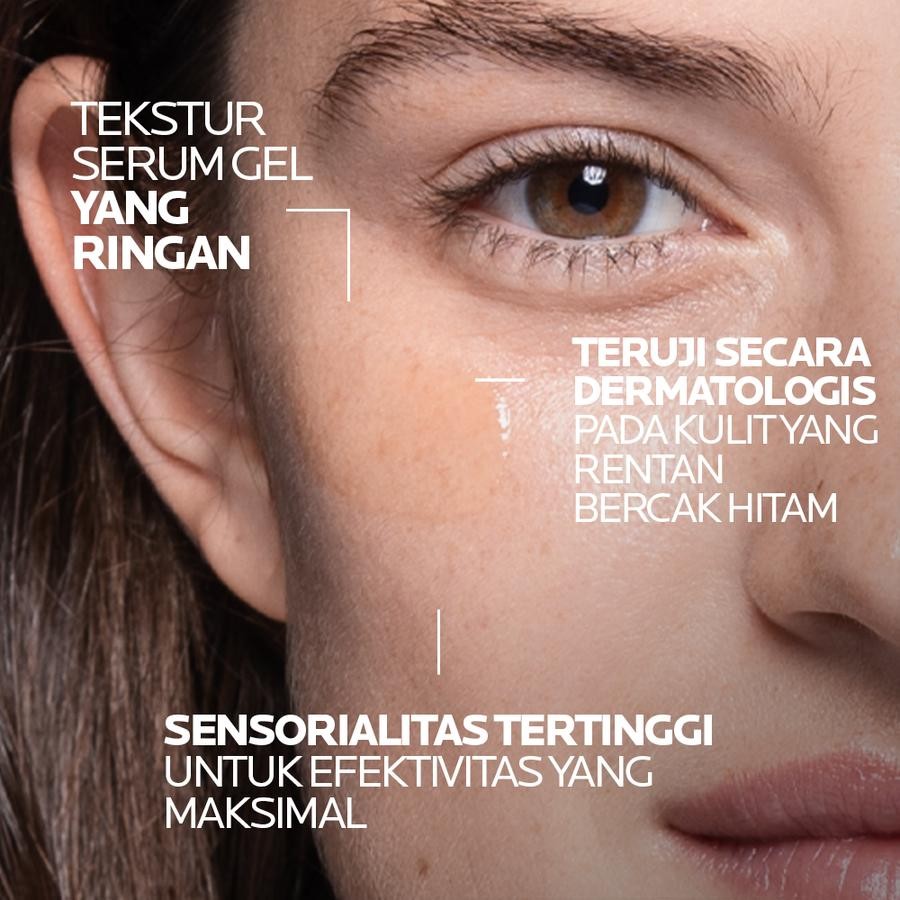 TEKSTUR
SERUM GEL
YANG
RINGAN
TERUJI SECARA
DERMATOLOGIS
PADA KULIT YANG
RENTAN
BERCAK HITAM
SENSORIALITAS TERTINGGI
UNTUK EFEKTIVITAS YANG
MAKSIMAL